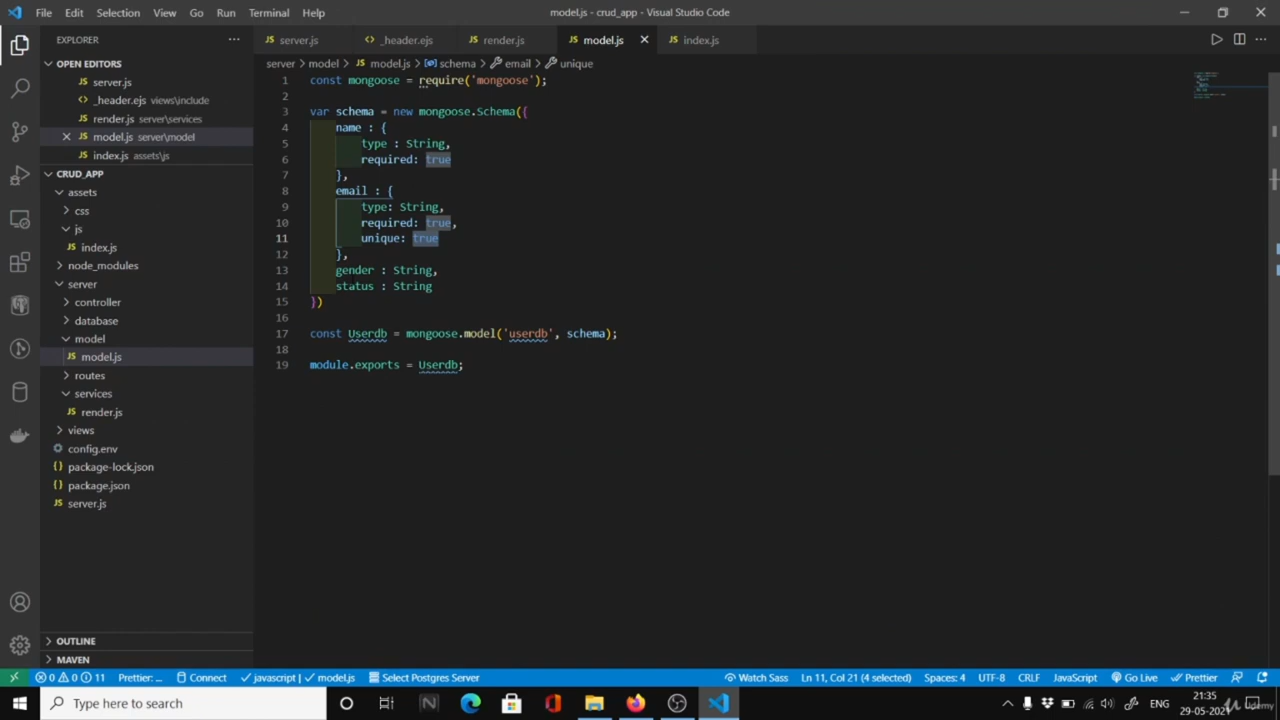 File Edit Selection View Go Run Terminal Help
model.js - crud_app - Visual Studio Code
EXPLORER
OPEN EDITORS
server.js
_header.ejs views\include
render.js server\services
model.js server\model
index.js assets\js
CRUD_APP
assets
css
js
index.js
node_modules
server
controller
database
model
model.js
routes
services
render.js
views
config.env
package-lock.json
package.json
server.js
OUTLINE
MAVEN
server.js _header.ejs render.js model.js index.js
server > model > model.js > schema > email > unique
1 const mongoose = require('mongoose');
2
3 var schema = new mongoose.Schema({
4 name : {
5 type : String,
6 required: true
7 },
8 email : {
9 type: String,
10 required: true,
11 unique: true
12 },
13 gender : String,
14 status : String
15 })
16
17 const Userdb = mongoose.model('userdb', schema);
18
19 module.exports = Userdb;
0 0 11 Prettier: ... Connect javascript | model.js Select Postgres Server Watch Sass Ln 11, Col 21 (4 selected) Spaces: 4 UTF-8 CRLF JavaScript Go Live Prettier
Type here to search
ENG
21:35
29-05-2021
Udemy